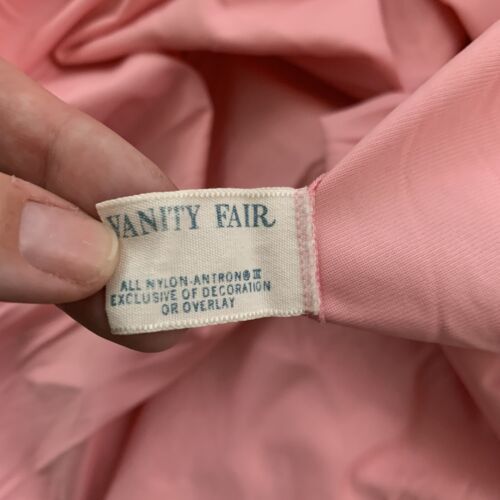 VANITY FAIR
ALL NYLON-ANTRON® III
EXCLUSIVE OF DECORATION
OR OVERLAY